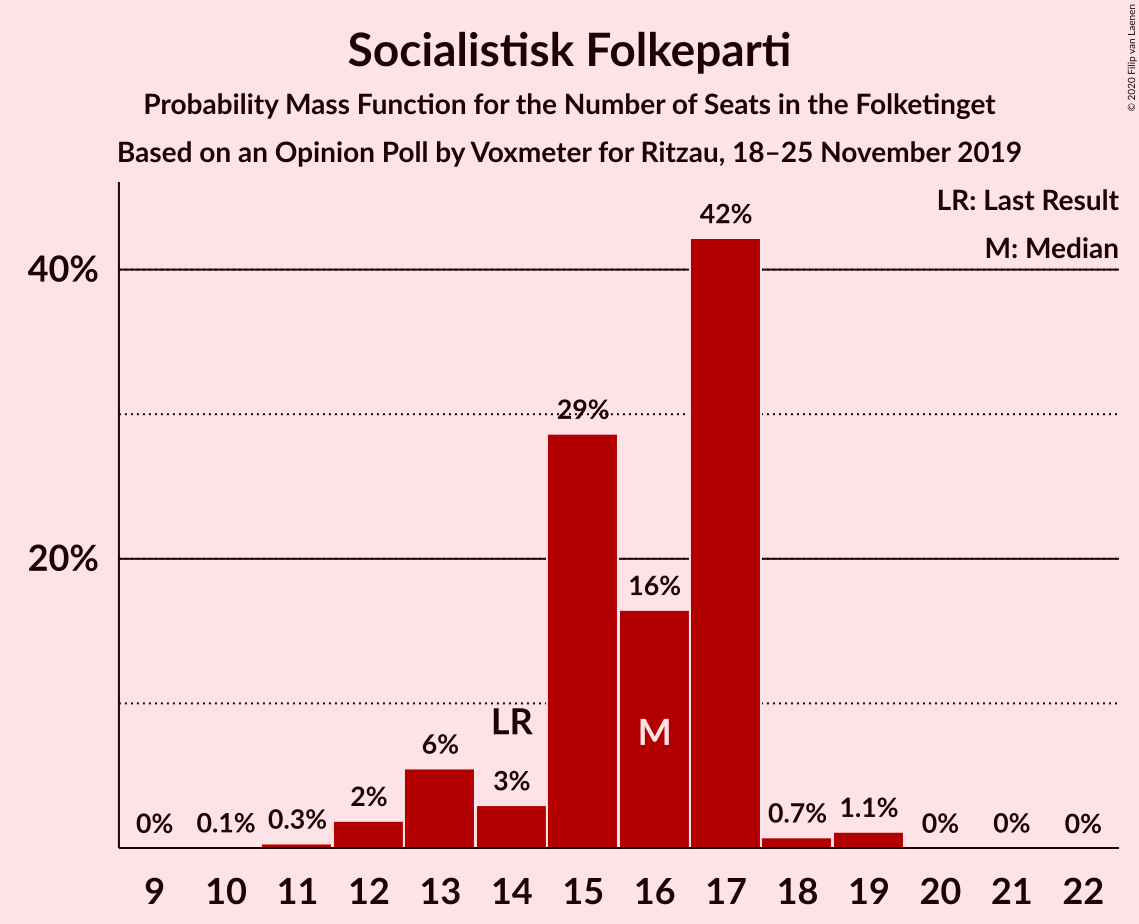 Socialistisk Folkeparti
Probability Mass Function for the Number of Seats in the Folketinget
Based on an Opinion Poll by Voxmeter for Ritzau, 18–25 November 2019
© 2020 Filip van Laenen
LR: Last Result
M: Median
40%
20%
0%
0.1%
0.3%
2%
6%
LR
3%
29%
16%
M
42%
0.7%
1.1%
0%
0%
0%
9 10 11 12 13 14 15 16 17 18 19 20 21 22